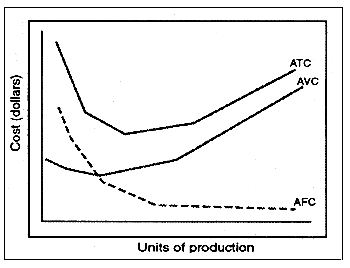 ATC
AVC
AFC
Cost (dollars)
Units of production